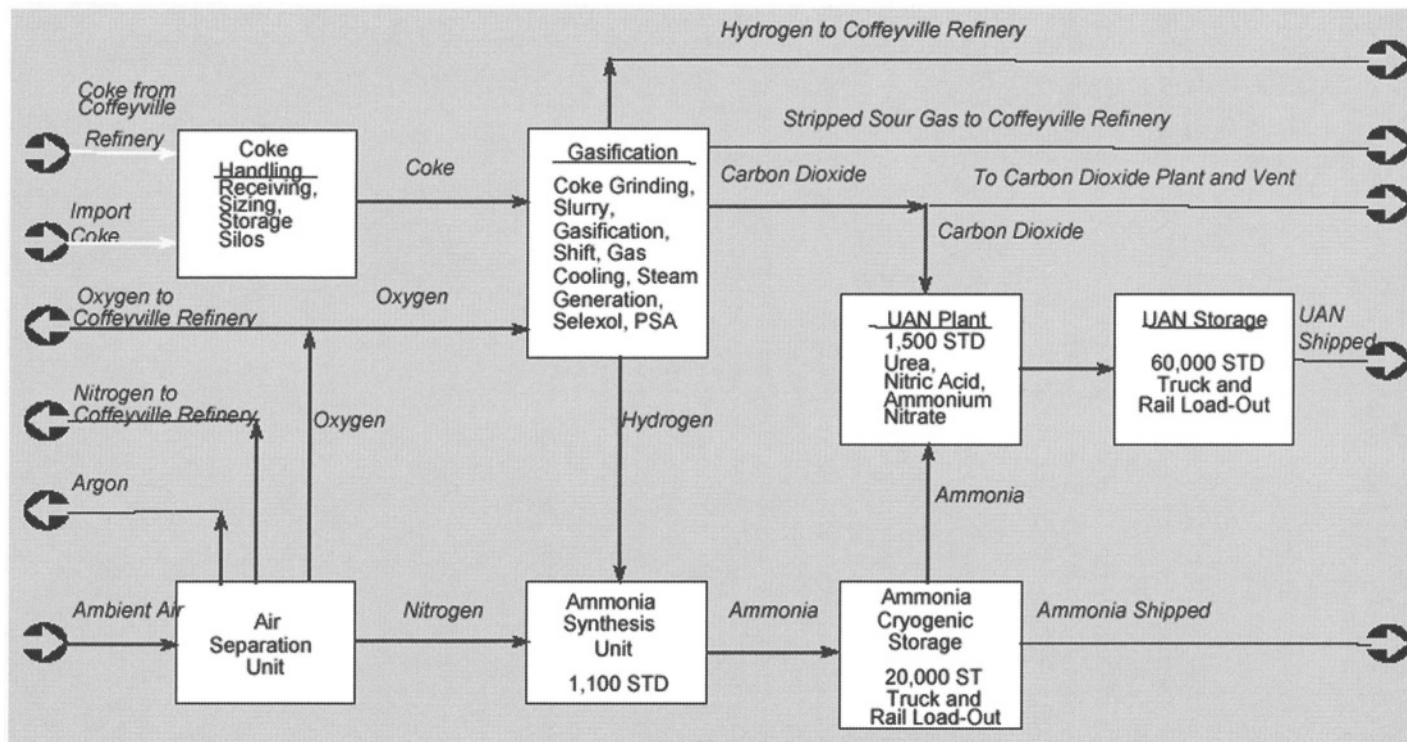 Hydrogen to Coffeyville Refinery
Coke from
Coffeyville
Refinery
Import
Coke
Coke
Handling
Receiving,
Sizing,
Storage
Silos
Coke
Gasification
Coke Grinding,
Slurry,
Gasification,
Shift, Gas
Cooling, Steam
Generation,
Selexol, PSA
Stripped Sour Gas to Coffeyville Refinery
Carbon Dioxide
To Carbon Dioxide Plant and Vent
Carbon Dioxide
Oxygen to
Coffeyville Refinery
Oxygen
UAN Plant
1,500 STD
Urea,
Nitric Acid,
Ammonium
Nitrate
UAN Storage
60,000 STD
Truck and
Rail Load-Out
UAN
Shipped
Nitrogen to
Coffeyville Refinery
Oxygen
Hydrogen
Argon
Ammonia
Ambient Air
Air
Separation
Unit
Nitrogen
Ammonia
Synthesis
Unit
1,100 STD
Ammonia
Ammonia
Cryogenic
Storage
20,000 ST
Truck and
Rail Load-Out
Ammonia Shipped